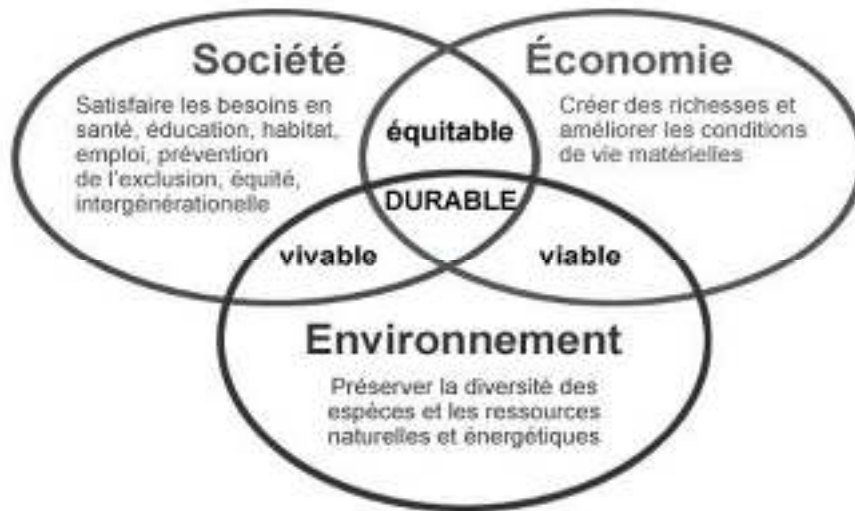 Société
Satisfaire les besoins en
santé, éducation, habitat,
emploi, prévention
de l'exclusion, équité,
intergénérationelle
Économie
Créer des richesses et
améliorer les conditions
de vie matérielles
équitable
DURABLE
vivable
viable
Environnement
Préserver la diversité des
espèces et les ressources
naturelles et énergétiques